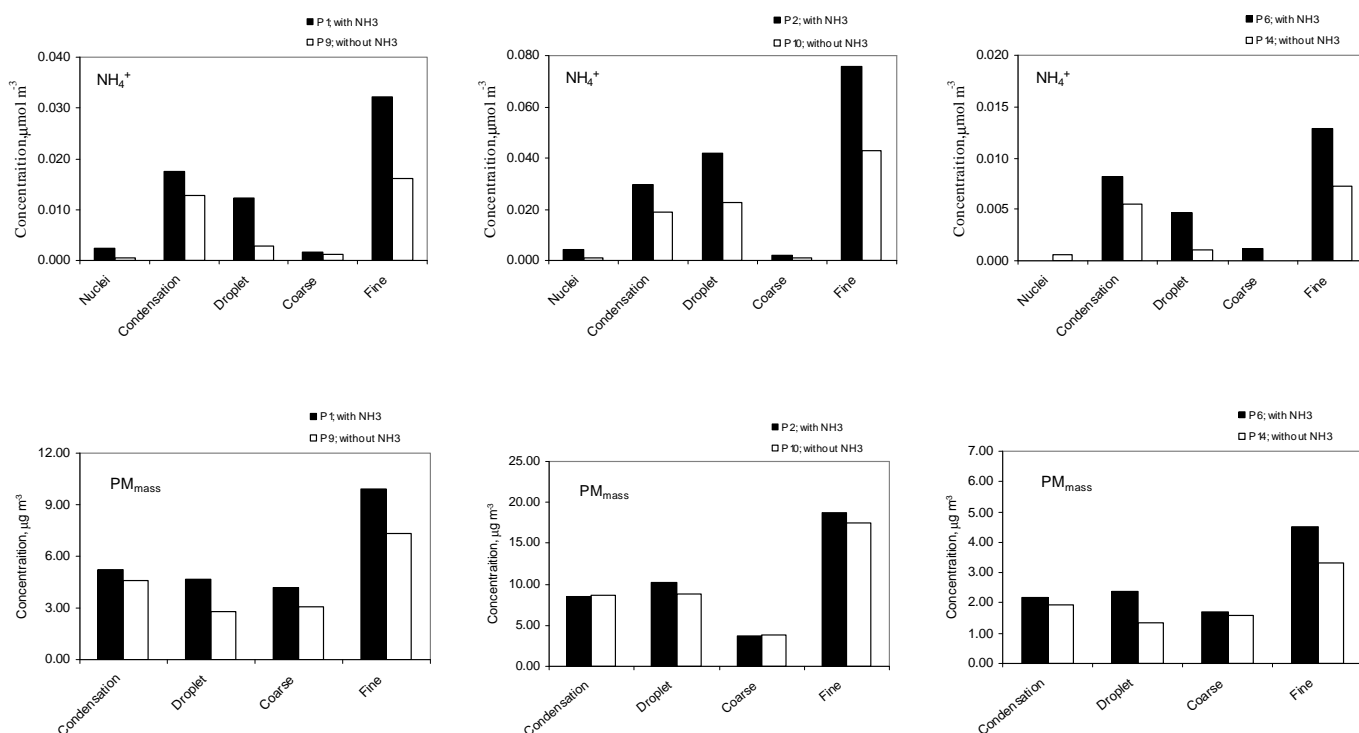 ■ P1; with NH3
□ P9; without NH3
NH₄⁺
Concentraition,µmol m⁻³
0.040
0.030
0.020
0.010
0.000
Nuclei
Condensation
Droplet
Coarse
Fine
■ P2; with NH3
□ P10; without NH3
NH₄⁺
Concentraition,µmol m⁻³
0.080
0.060
0.040
0.020
0.000
Nuclei
Condensation
Droplet
Coarse
Fine
■ P6; with NH3
□ P14; without NH3
NH₄⁺
Concentraition,µmol m⁻³
0.020
0.015
0.010
0.005
0.000
Nuclei
Condensation
Droplet
Coarse
Fine
■ P1; with NH3
□ P9; without NH3
PMmass
Concentraition, µg m⁻³
12.00
9.00
6.00
3.00
0.00
Condensation
Droplet
Coarse
Fine
■ P2; with NH3
□ P10; without NH3
PMmass
Concentraition, µg m⁻³
25.00
20.00
15.00
10.00
5.00
0.00
Condensation
Droplet
Coarse
Fine
■ P6; with NH3
□ P14; without NH3
PMmass
Concentraition, µg m⁻³
7.00
6.00
5.00
4.00
3.00
2.00
1.00
0.00
Condensation
Droplet
Coarse
Fine